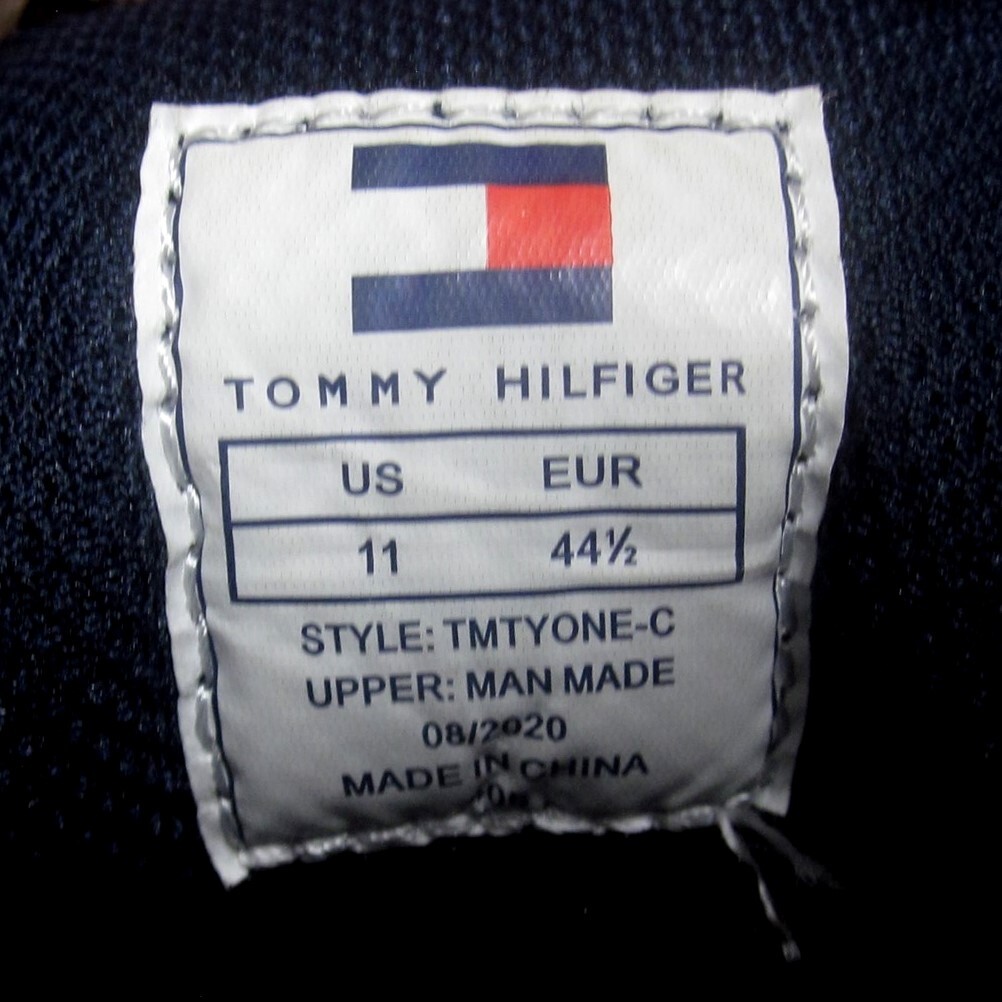 TOMMY HILFIGER
US EUR
11 44½
STYLE: TMTYONE-C
UPPER: MAN MADE
08/2020
MADE IN CHINA